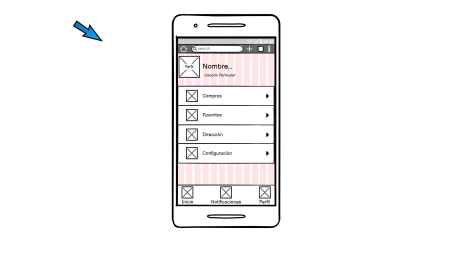 search
Perfil
Nombre...
Usuario Particular
Compras
Favoritos
Dirección
Configuración
Inicio
Notificaciones
Perfil